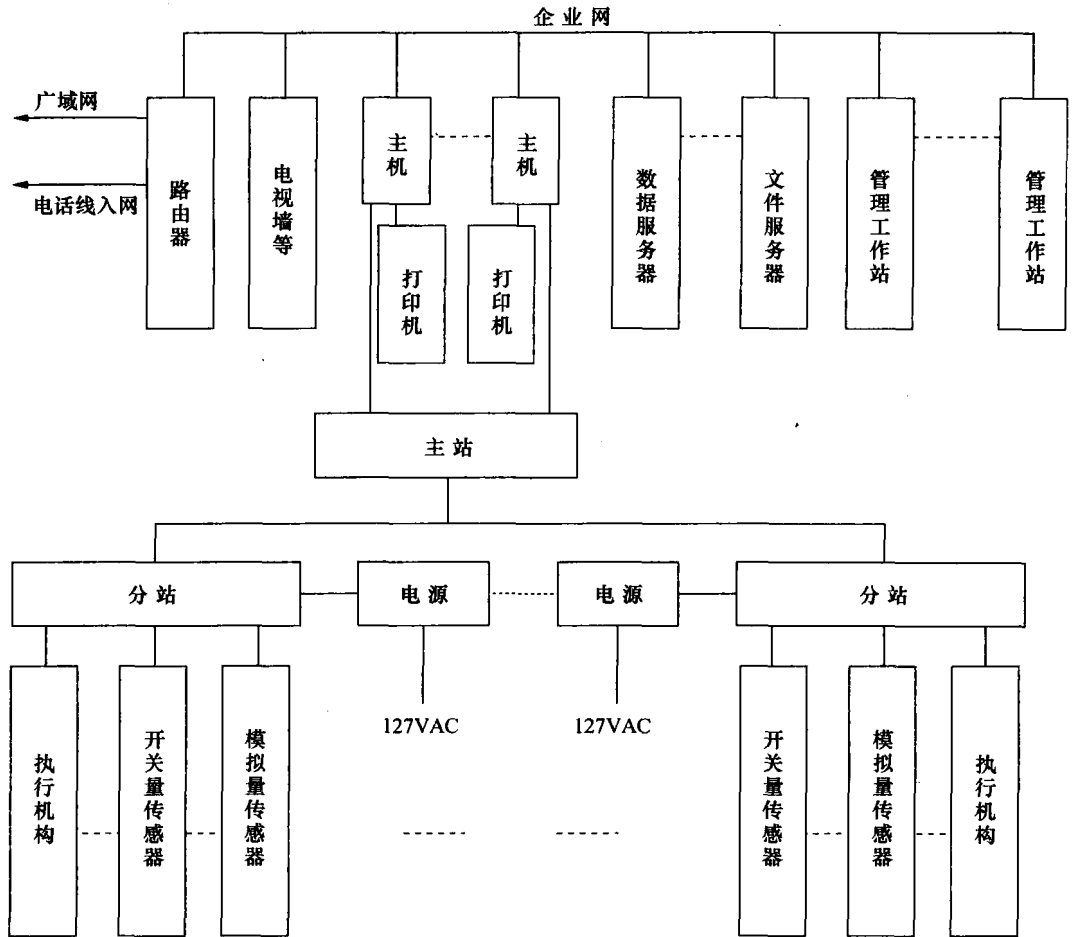 企业网
广域网
电话线入网
路由器
电视墙等
主机
主机
打印机
打印机
数据服务器
文件服务器
管理工作站
管理工作站
主站
分站
电源
电源
分站
127VAC
127VAC
执行机构
开关量传感器
模拟量传感器
开关量传感器
模拟量传感器
执行机构